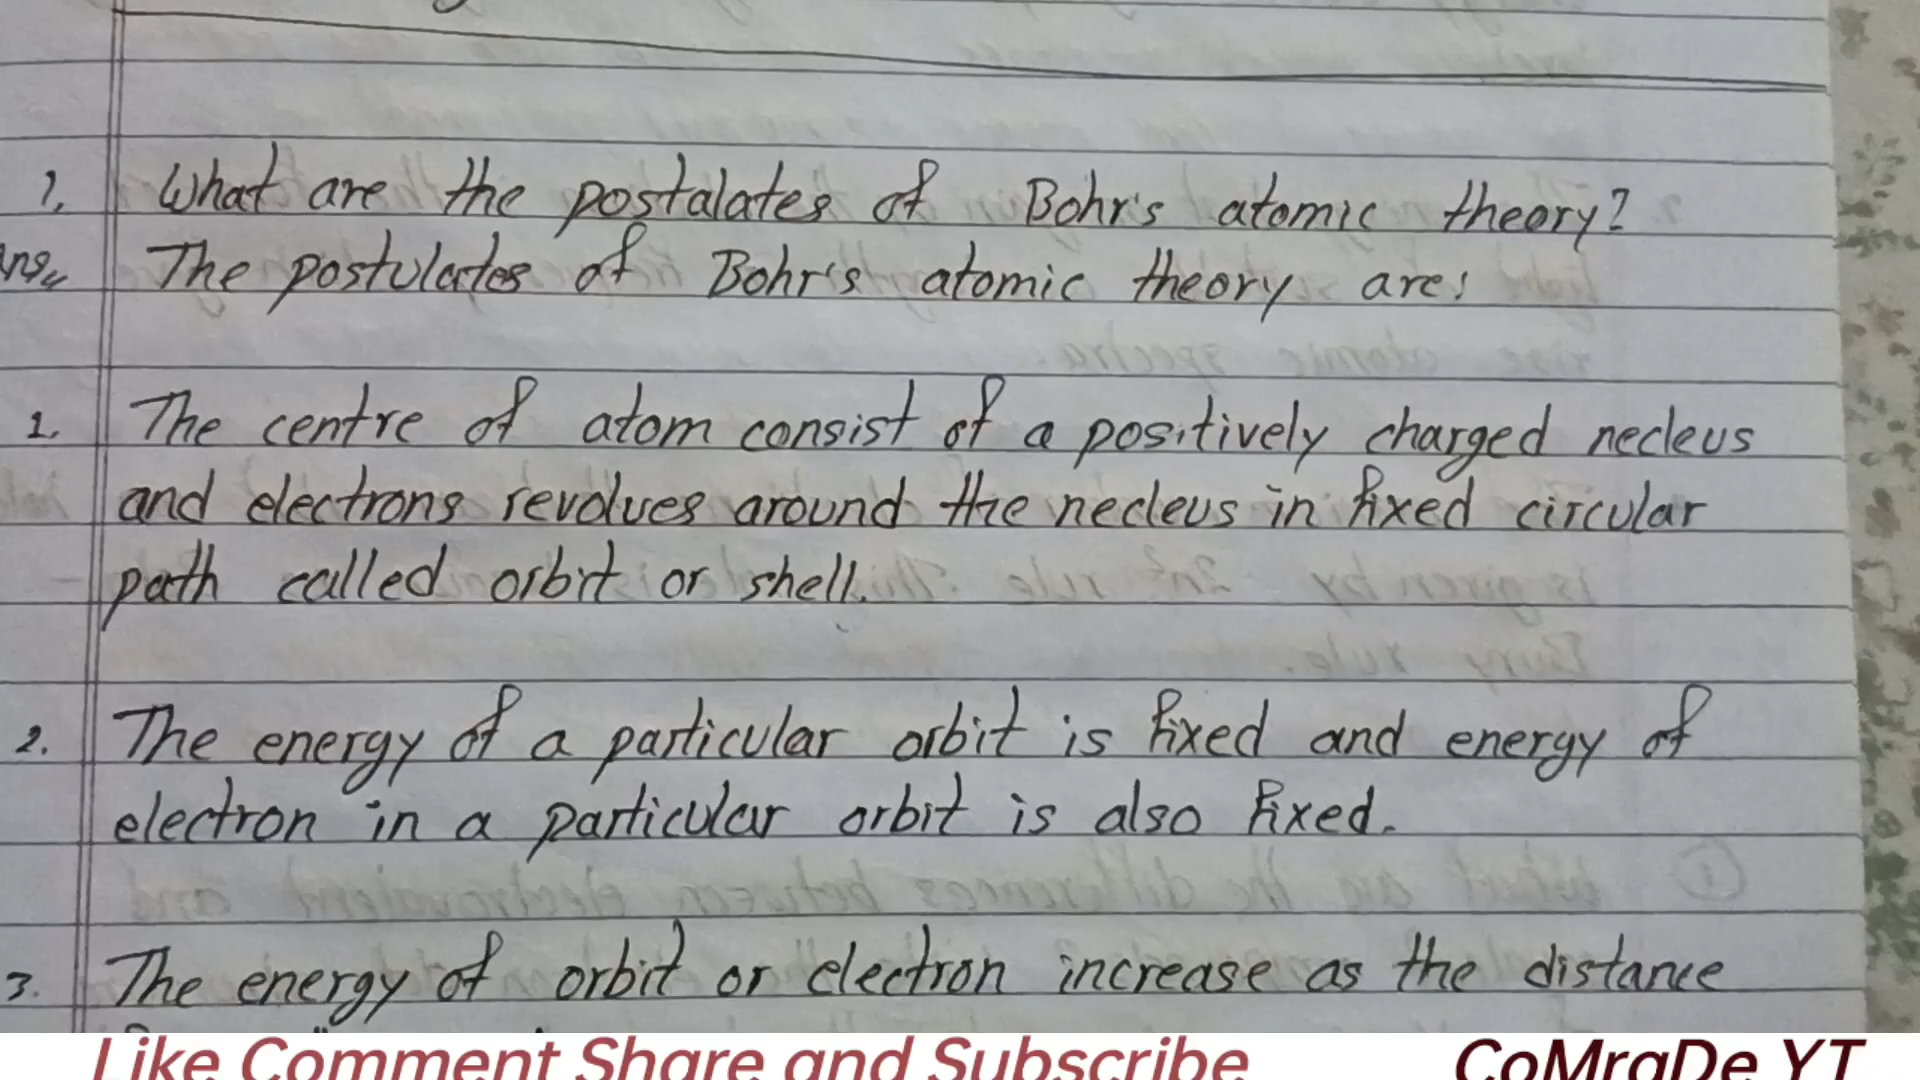 1, What are the postalates of Bohr's atomic theory?
Ans,, The postulates of Bohr's atomic theory are:
1. The centre of atom consist of a positively charged necleus
and electrons revolves around the necleus in fixed circular
path called orbit or shell.
2. The energy of a particular orbit is fixed and energy of
electron in a particular orbit is also fixed.
3. The energy of orbit or electron increase as the distance
Like Comment Share and Subscribe CoMraDe YT